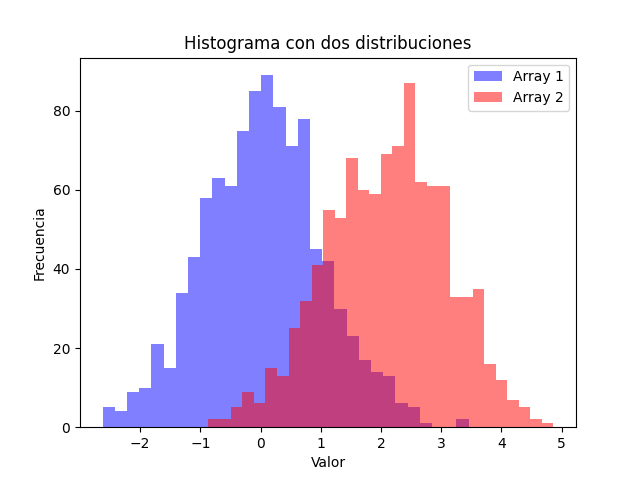 Histograma con dos distribuciones
Array 1
Array 2
Frecuencia
80
60
40
20
0
−2
−1
0
1
2
3
4
5
Valor